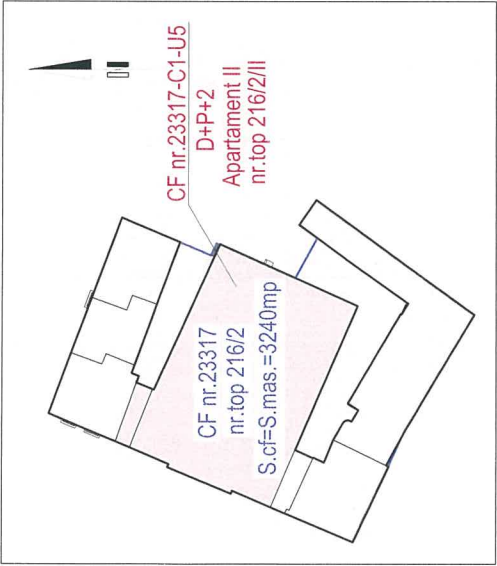 CF nr.23317-C1-U5
D+P+2
Apartament II
nr.top 216/2/II
CF nr.23317
nr.top 216/2
S.cf=S.mas.=3240mp